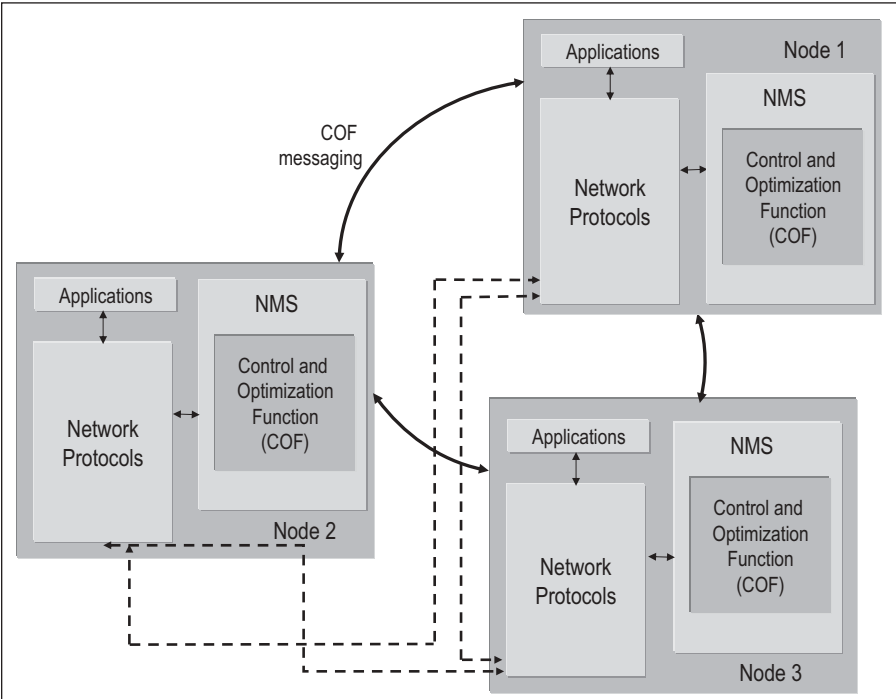 Applications
Node 1
NMS
Network
Protocols
Control and
Optimization
Function
(COF)
COF
messaging
Applications
NMS
Network
Protocols
Control and
Optimization
Function
(COF)
Node 2
Applications
NMS
Network
Protocols
Control and
Optimization
Function
(COF)
Node 3